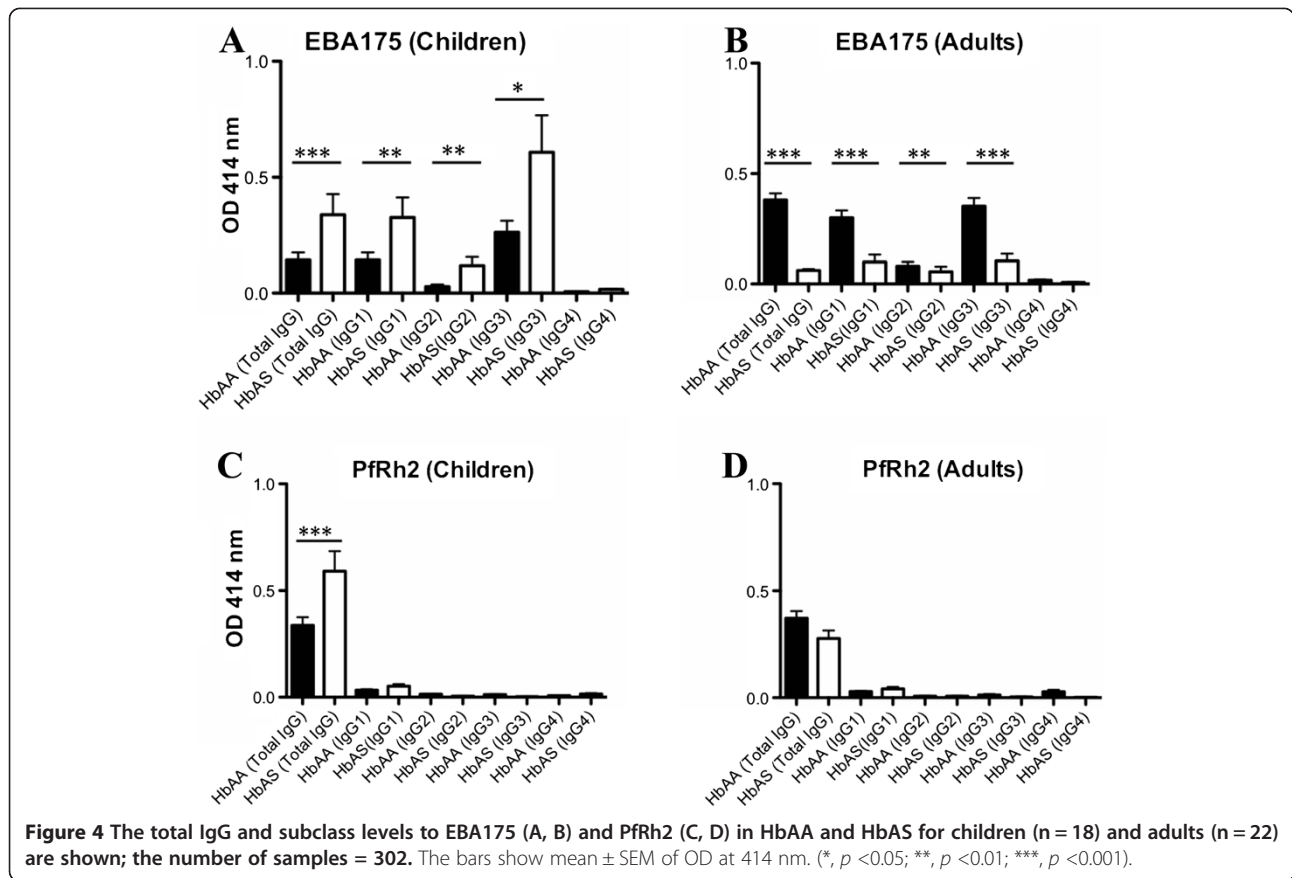 A EBA175 (Children)
1.0
0.5
0.0
OD 414 nm
*** ** ** *
HbAA (Total IgG)
HbAS (Total IgG)
HbAA (IgG1)
HbAS (IgG1)
HbAA (IgG2)
HbAS(IgG2)
HbAA (IgG3)
HbAS (IgG3)
HbAA (IgG4)
HbAS (IgG4)
B EBA175 (Adults)
1.0
0.5
0.0
*** *** ** ***
HbAA (Total IgG)
HbAS (Total IgG)
HbAA (IgG1)
HbAS(IgG1)
HbAA (IgG2)
HbAS (IgG2)
HbAA (IgG3)
HbAS (IgG3)
HbAA (IgG4)
HbAS (IgG4)
C PfRh2 (Children)
1.0
0.5
0.0
OD 414 nm
***
HbAA (Total IgG)
HbAS (Total IgG)
HbAA (IgG1)
HbAS(IgG1)
HbAA (IgG2)
HbAS (IgG2)
HbAA (IgG3)
HbAS (IgG3)
HbAA (IgG4)
HbAS (IgG4)
D PfRh2 (Adults)
1.0
0.5
0.0
HbAA (Total IgG)
HbAS (Total IgG)
HbAA (IgG1)
HbAS(IgG1)
HbAA (IgG2)
HbAS (IgG2)
HbAA (IgG3)
HbAS (IgG3)
HbAA (IgG4)
HbAS (IgG4)
Figure 4 The total IgG and subclass levels to EBA175 (A, B) and PfRh2 (C, D) in HbAA and HbAS for children (n = 18) and adults (n = 22)
are shown; the number of samples = 302. The bars show mean ± SEM of OD at 414 nm. (*, p <0.05; **, p <0.01; ***, p <0.001).